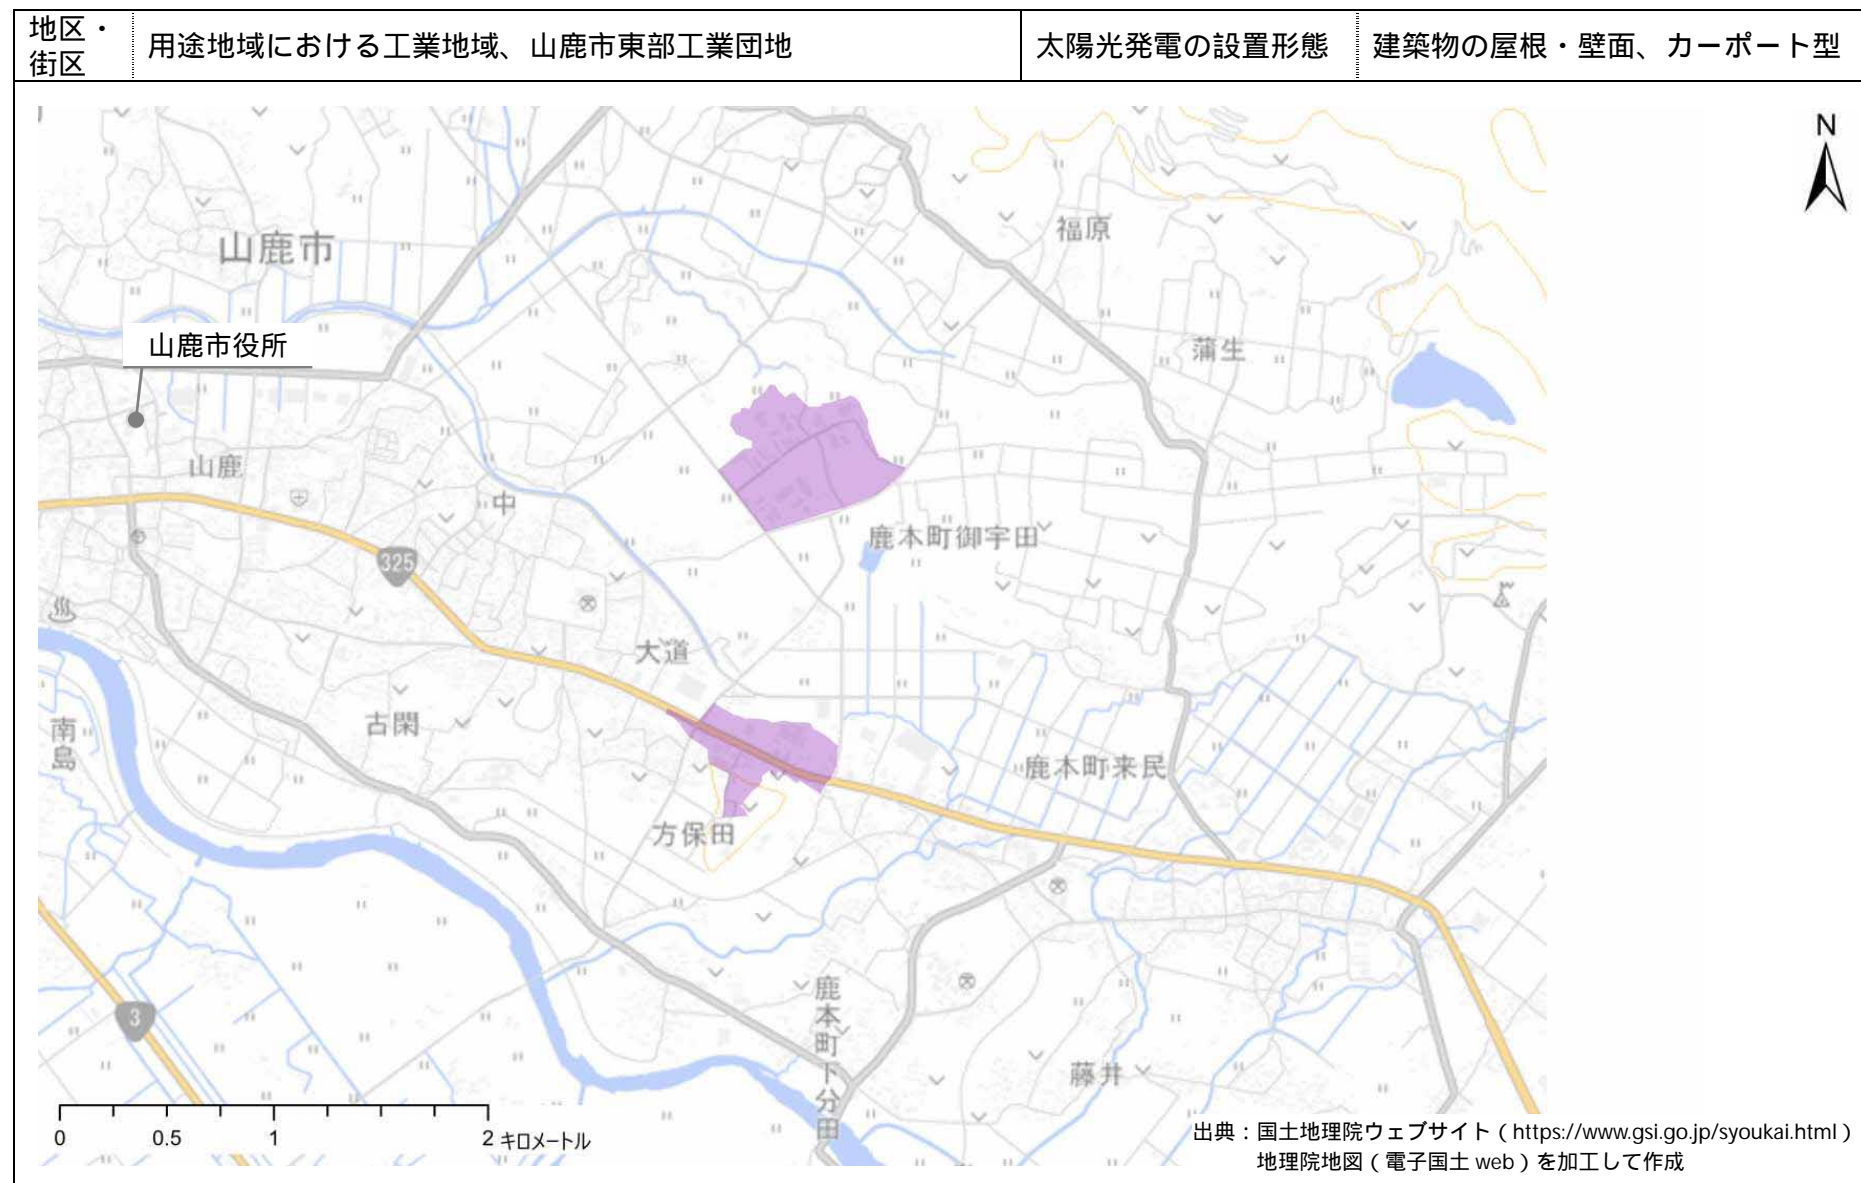 地区・
街区
用途地域における工業地域、山鹿市東部工業団地
太陽光発電の設置形態
建築物の屋根・壁面、カーポート型
N
福原
山鹿市
山鹿市役所
蒲生
山鹿
中
鹿本町御宇田
325
大道
古閑
南島
鹿本町来民
方保田
鹿本町下分田
3
藤井
0 0.5 1 2 キロメートル
出典：国土地理院ウェブサイト（https://www.gsi.go.jp/syoukai.html）
地理院地図（電子国土 web）を加工して作成